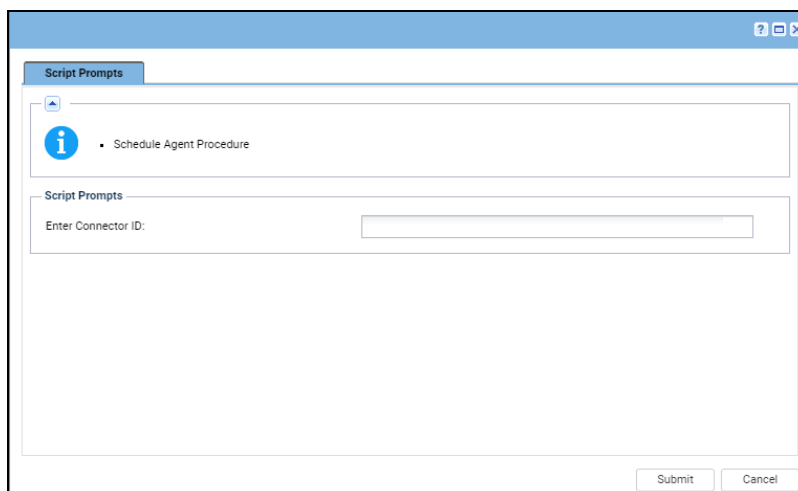 Script Prompts
Schedule Agent Procedure
Script Prompts
Enter Connector ID:
Submit
Cancel